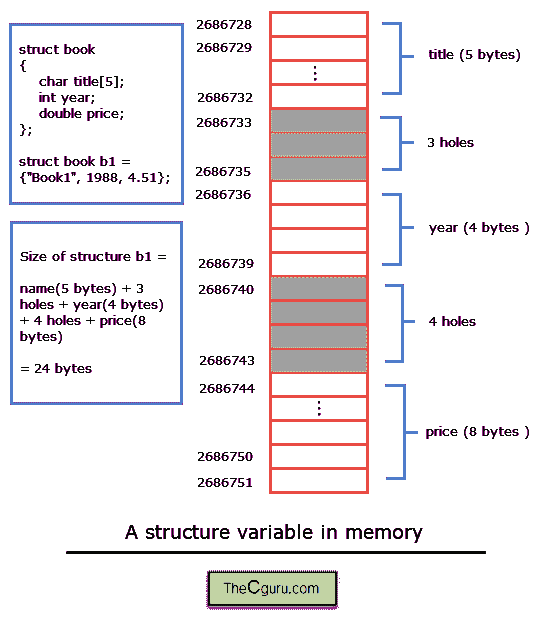 struct book
{
char title[5];
int year;
double price;
};
struct book b1 =
{"Book1", 1988, 4.51};
Size of structure b1 =
name(5 bytes) + 3
holes + year(4 bytes)
+ 4 holes + price(8
bytes)
= 24 bytes
2686728
2686729
2686732
2686733
2686735
2686736
2686739
2686740
2686743
2686744
2686750
2686751
title (5 bytes)
3 holes
year (4 bytes )
4 holes
price (8 bytes )
A structure variable in memory
TheCguru.com